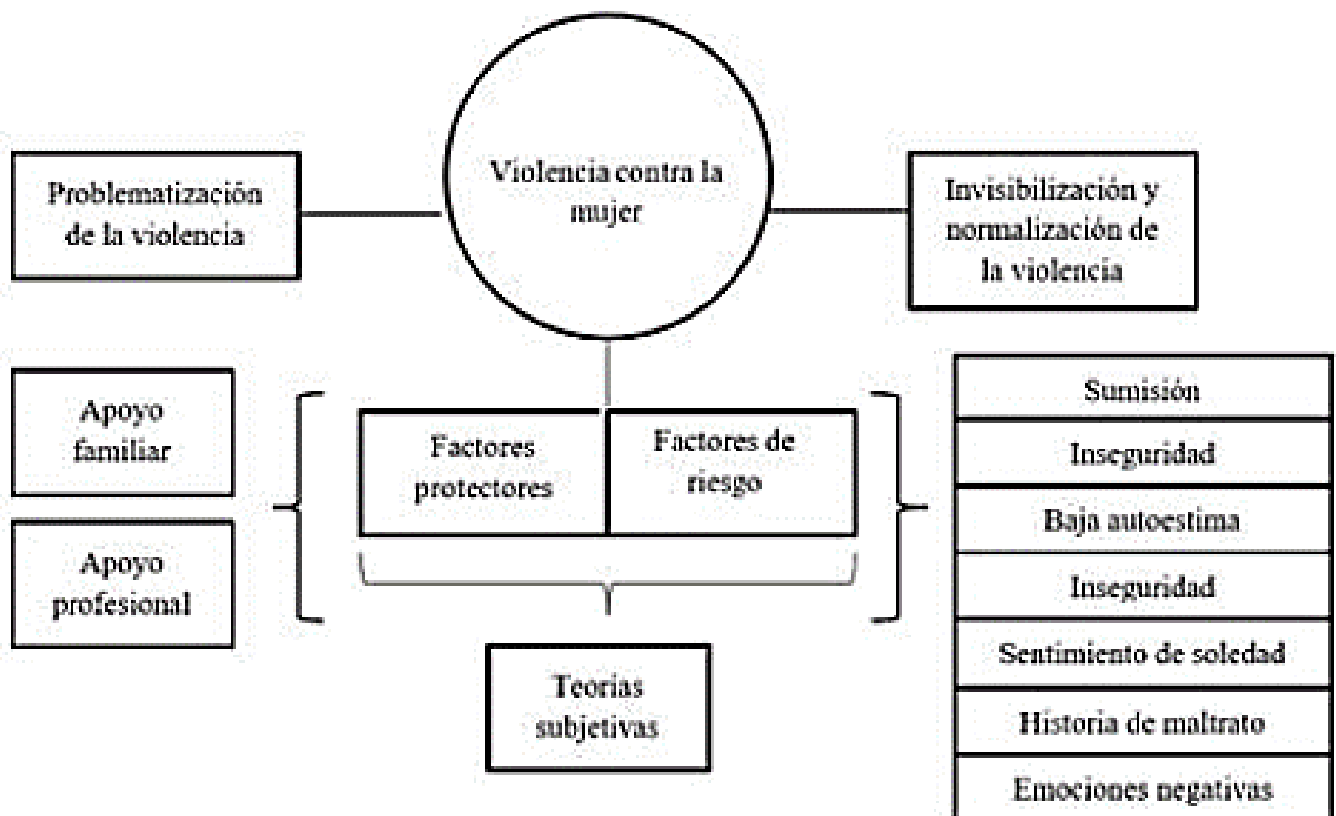 Violencia contra la
mujer
Problematización
de la violencia
Invisibilización y
normalización de
la violencia
Apoyo
familiar
Apoyo
profesional
Factores
protectores
Factores de
riesgo
Teorías
subjetivas
Sumisión
Inseguridad
Baja autoestima
Inseguridad
Sentimiento de soledad
Historia de maltrato
Emociones negativas